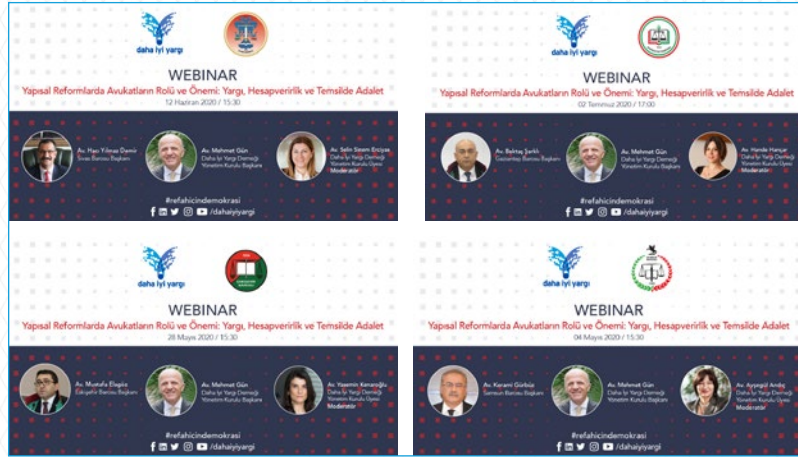 daha iyi yargı
WEBINAR
Yapısal Reformlarda Avukatların Rolü ve Önemi: Yargı, Hesapverirlik ve Temsilde Adalet
12 Haziran 2020 / 15:30
Av. Hacı Yılmaz Demir
Sivas Barosu Başkanı
Av. Mehmet Gün
Daha İyi Yargı Derneği
Yönetim Kurulu Başkanı
Av. Selin Sinem Erciyas
Daha İyi Yargı Derneği
Yönetim Kurulu Üyesi
Moderatör
#refahicindemokrasi
/dahaiyiyargi
daha iyi yargı
WEBINAR
Yapısal Reformlarda Avukatların Rolü ve Önemi: Yargı, Hesapverirlik ve Temsilde Adalet
02 Temmuz 2020 / 17:00
Av. Bektaş Şarklı
Gaziantep Barosu Başkanı
Av. Mehmet Gün
Daha İyi Yargı Derneği
Yönetim Kurulu Başkanı
Av. Hande Hançar
Daha İyi Yargı Derneği
Yönetim Kurulu Üyesi
Moderatör
#refahicindemokrasi
/dahaiyiyargi
daha iyi yargı
WEBINAR
Yapısal Reformlarda Avukatların Rolü ve Önemi: Yargı, Hesapverirlik ve Temsilde Adalet
28 Mayıs 2020 / 15:30
Av. Mustafa Elagöz
Eskişehir Barosu Başkanı
Av. Mehmet Gün
Daha İyi Yargı Derneği
Yönetim Kurulu Başkanı
Av. Yasemin
Daha İyi Yargı Derneği
Yönetim Kurulu Üyesi
Moderatör
#refahicindemokrasi
/dahaiyiyargi
daha iyi yargı
WEBINAR
Yapısal Reformlarda Avukatların Rolü ve Önemi: Yargı, Hesapverirlik ve Temsilde Adalet
04 Mayıs 2020 / 15:30
Av. Kerami Gürbüz
Samsun Barosu Başkanı
Av. Mehmet Gün
Daha İyi Yargı Derneği
Yönetim Kurulu Başkanı
Av. Ayşegül
Daha İyi Yargı Derneği
Yönetim Kurulu Üyesi
Moderatör
#refahicindemokrasi
/dahaiyiyargi